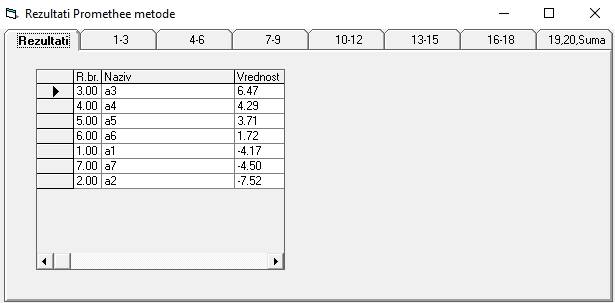 Rezultati Promethee metode
Rezultati 1-3 4-6 7-9 10-12 13-15 16-18 19,20,Suma
R.br. Naziv Vrednost
3.00 a3 6.47
4.00 a4 4.29
5.00 a5 3.71
6.00 a6 1.72
1.00 a1 -4.17
7.00 a7 -4.50
2.00 a2 -7.52